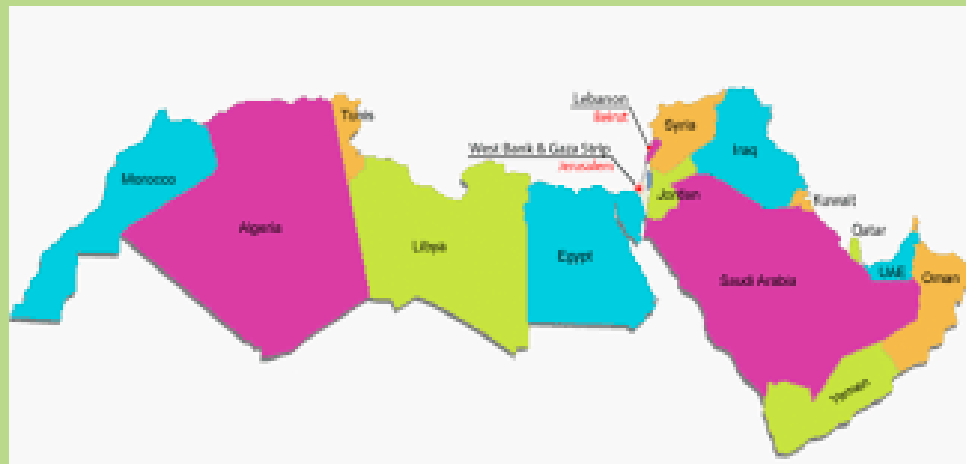 Lebanon
Beirut
Tunis
Syria
West Bank & Gaza Strip
Jerusalem
Iraq
Morocco
Jordan
Kuwait
Algeria
Qatar
Libya
Egypt
Saudi Arabia
UAE
Oman
Yemen